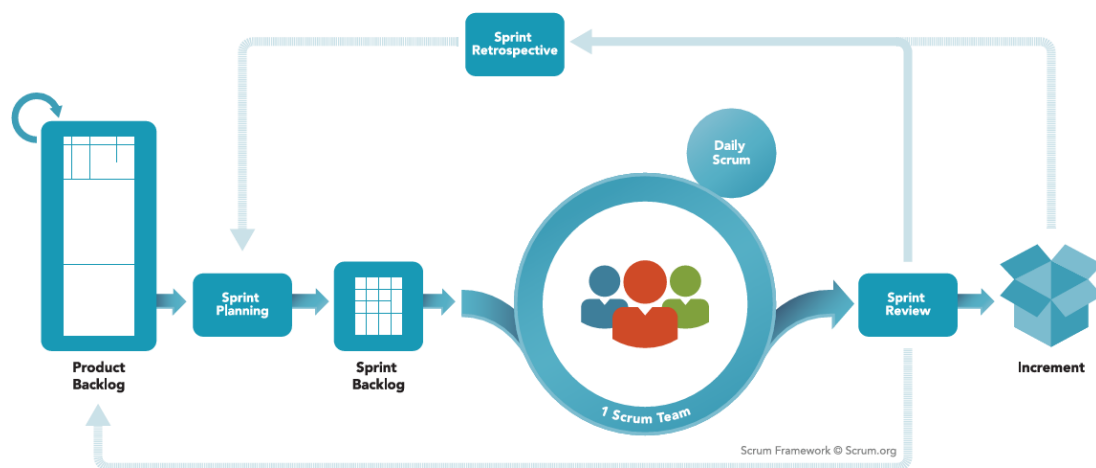 Sprint
Retrospective
Daily
Scrum
Sprint
Planning
Sprint
Review
Product
Backlog
Sprint
Backlog
Increment
1 Scrum Team
Scrum Framework © Scrum.org